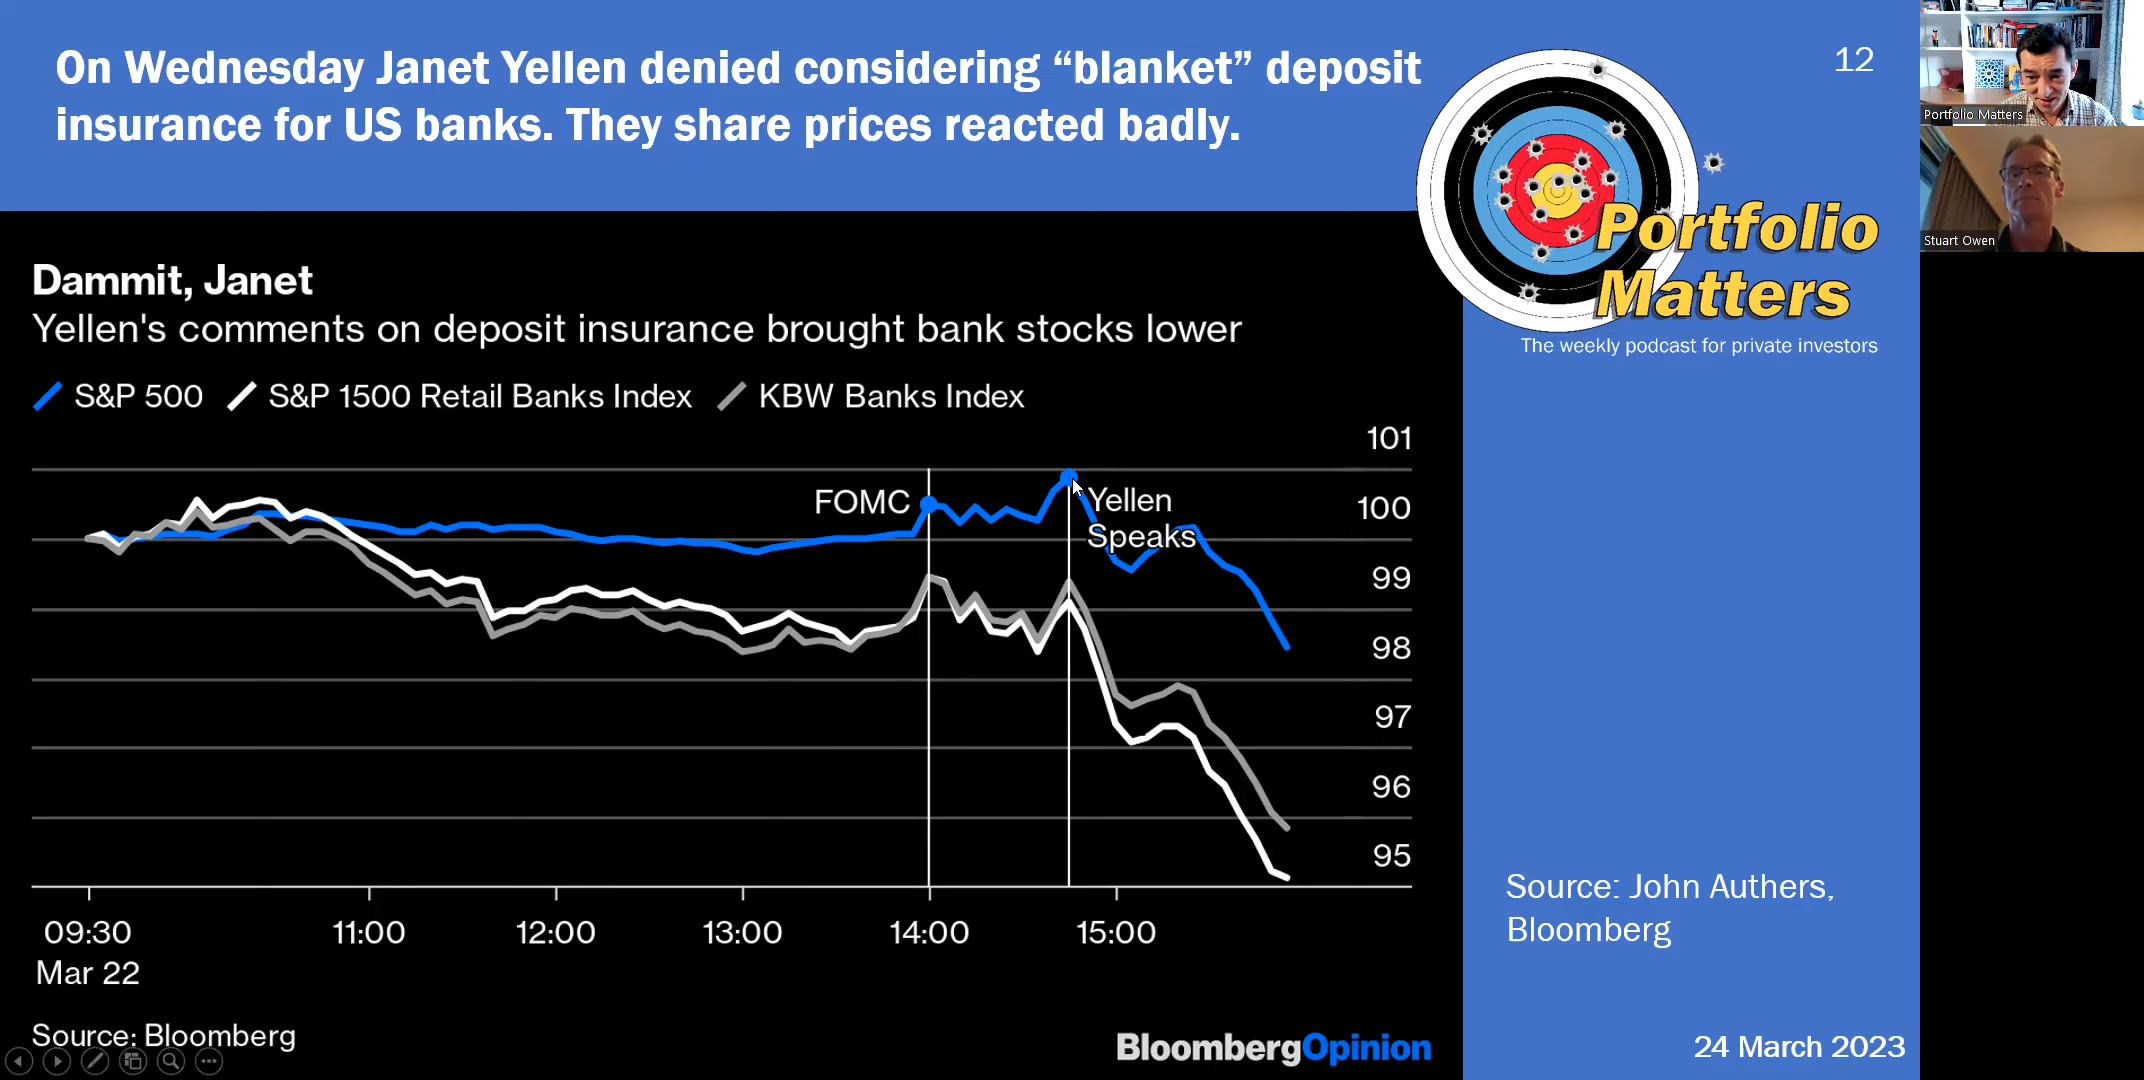 On Wednesday Janet Yellen denied considering “blanket” deposit
insurance for US banks. They share prices reacted badly.
12
Portfolio
Matters
The weekly podcast for private investors
Portfolio Matters
Stuart Owen
Dammit, Janet
Yellen's comments on deposit insurance brought bank stocks lower
S&P 500 S&P 1500 Retail Banks Index KBW Banks Index
101
100
99
98
97
96
95
FOMC
Yellen
Speaks
09:30 11:00 12:00 13:00 14:00 15:00
Mar 22
Source: Bloomberg
BloombergOpinion
Source: John Authers,
Bloomberg
24 March 2023